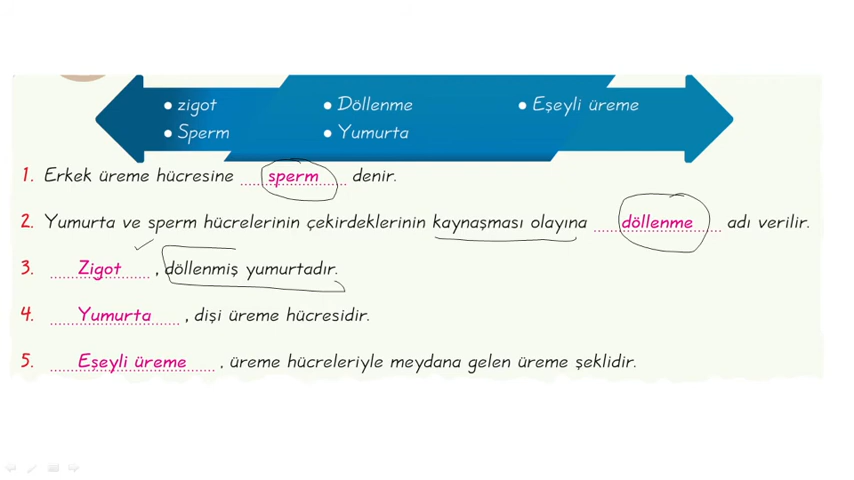 • zigot • Döllenme • Eşeyli üreme
• Sperm • Yumurta
1. Erkek üreme hücresine sperm denir.
2. Yumurta ve sperm hücrelerinin çekirdeklerinin kaynaşması olayına döllenme adı verilir.
3. Zigot, döllenmiş yumurtadır.
4. Yumurta, dişi üreme hücresidir.
5. Eşeyli üreme, üreme hücreleriyle meydana gelen üreme şeklidir.